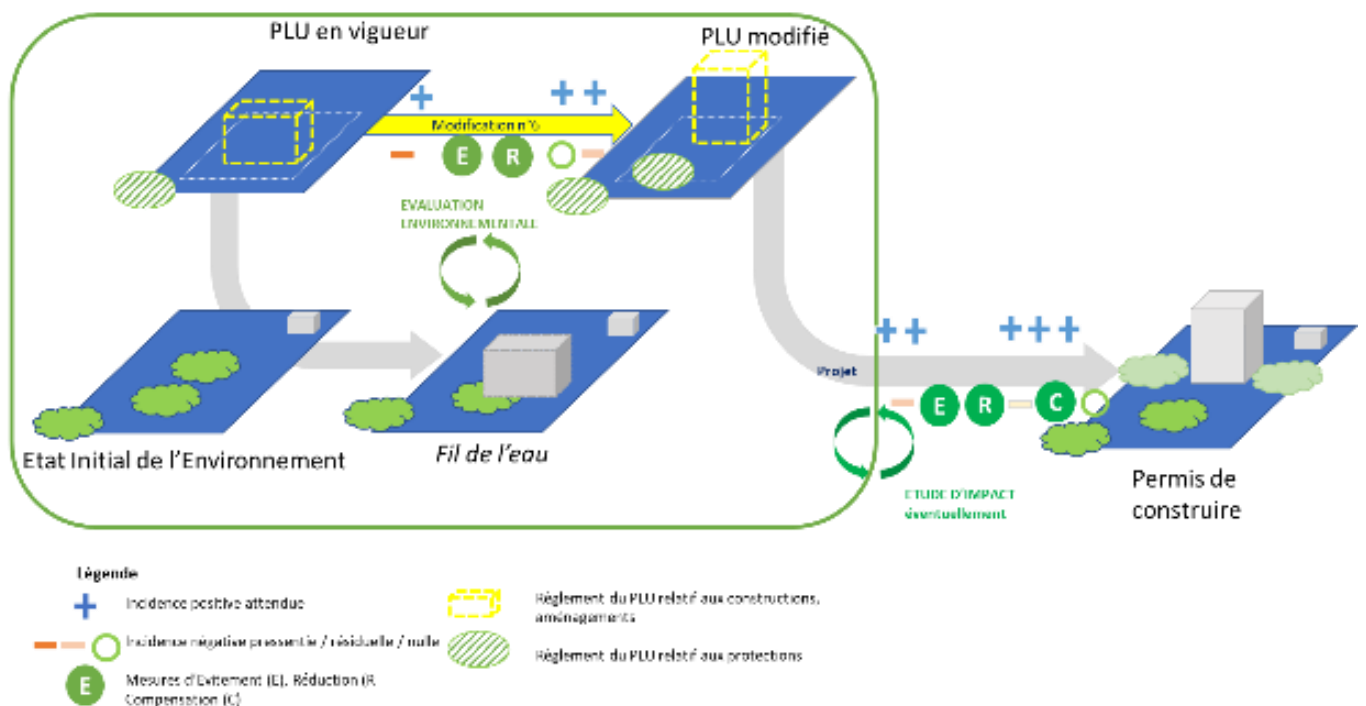 PLU en vigueur
PLU modifié
+
++
Modification n°6
E R
EVALUATION
ENVIRONNEMENTALE
Projet
++
+++
E R C
Etat Initial de l'Environnement
Fil de l'eau
ETUDE D'IMPACT
éventuellement
Permis de
construire
Légende
+ Incidence positive attendue
Incidence négative pressentie / résiduelle / nulle
E Mesures d'Evitement (E), Réduction (R
Compensation (C)
Règlement du PLU relatif aux constructions,
aménagements
Règlement du PLU relatif aux protections